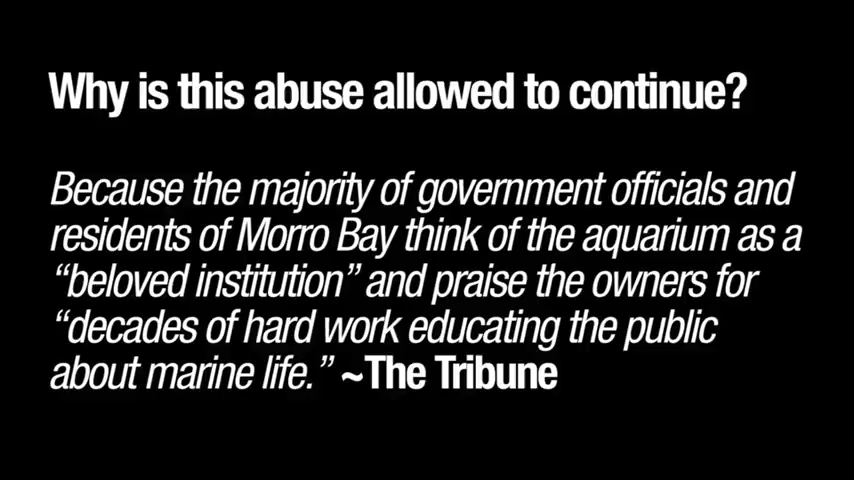 Why is this abuse allowed to continue?
Because the majority of government officials and
residents of Morro Bay think of the aquarium as a
“beloved institution” and praise the owners for
“decades of hard work educating the public
about marine life.” ~The Tribune